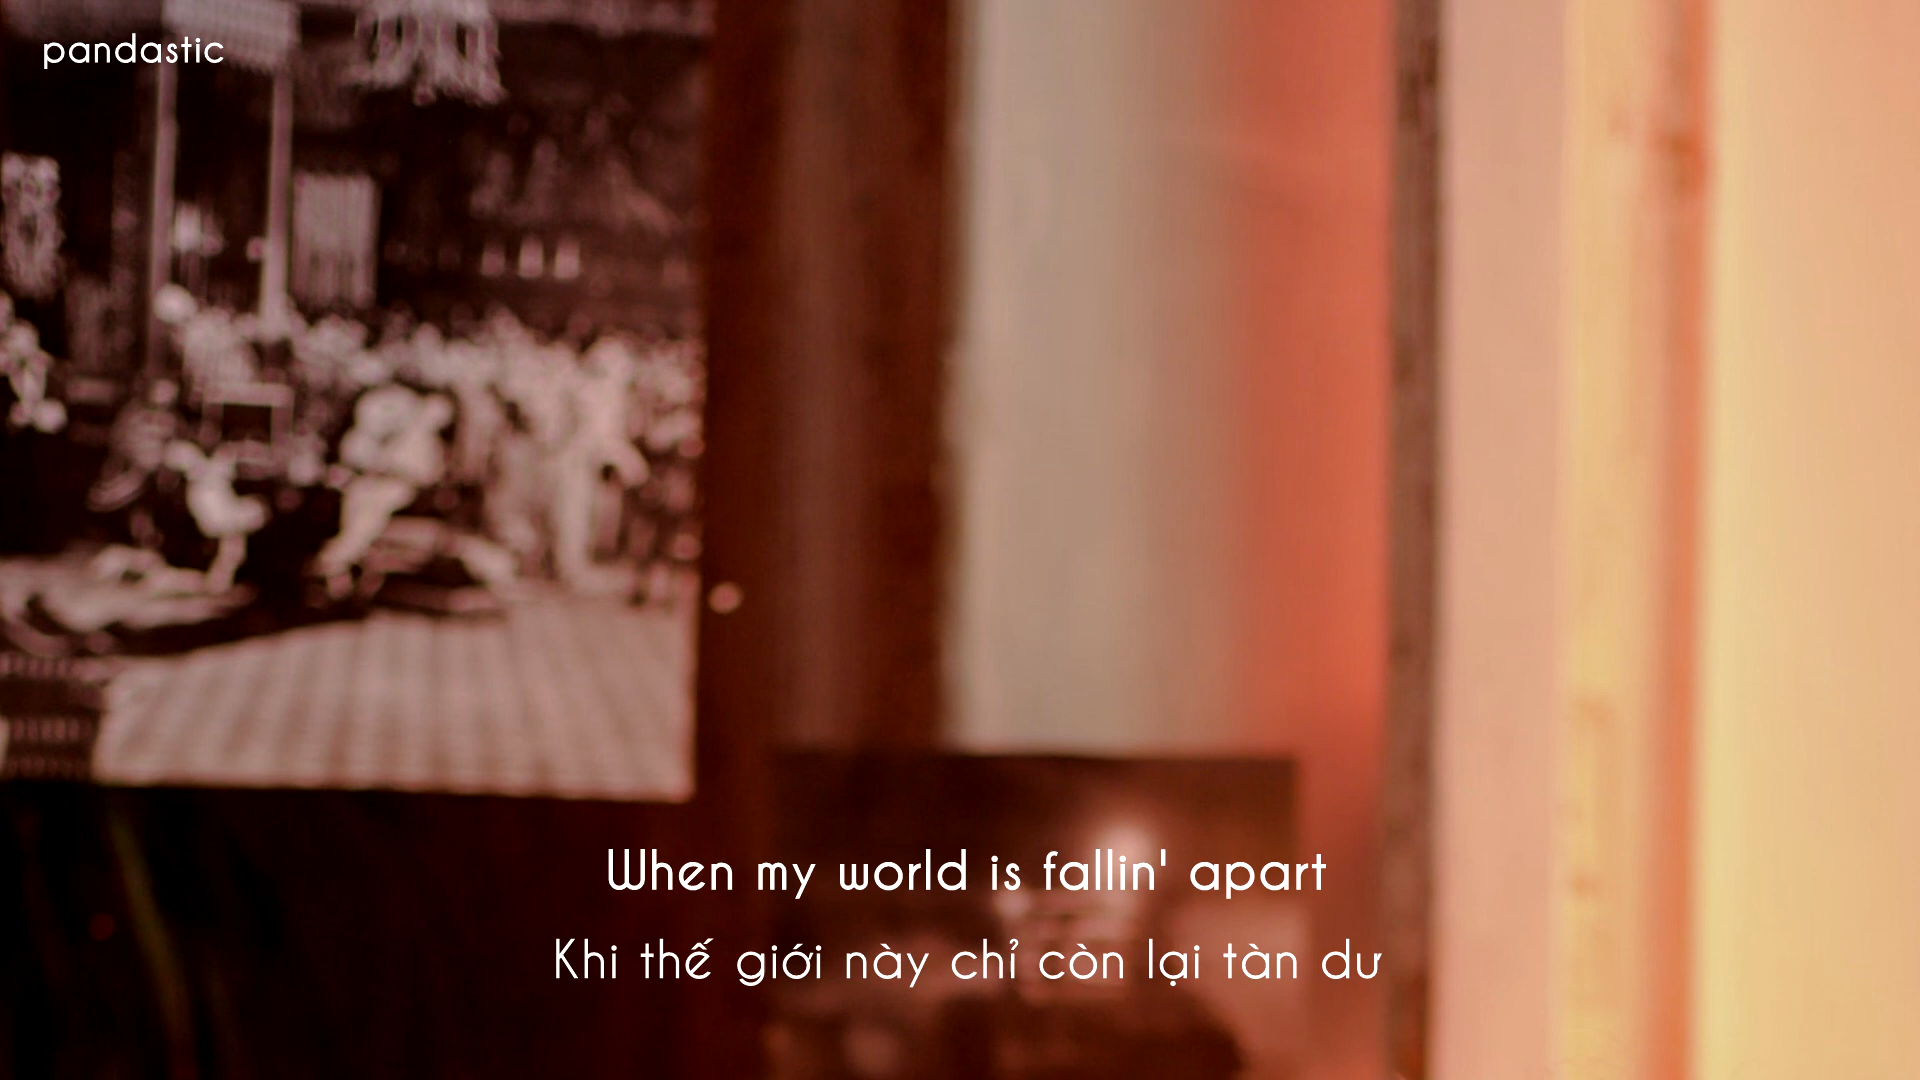 pandastic
When my world is fallin' apart
Khi thế giới này chỉ còn lại tàn dư